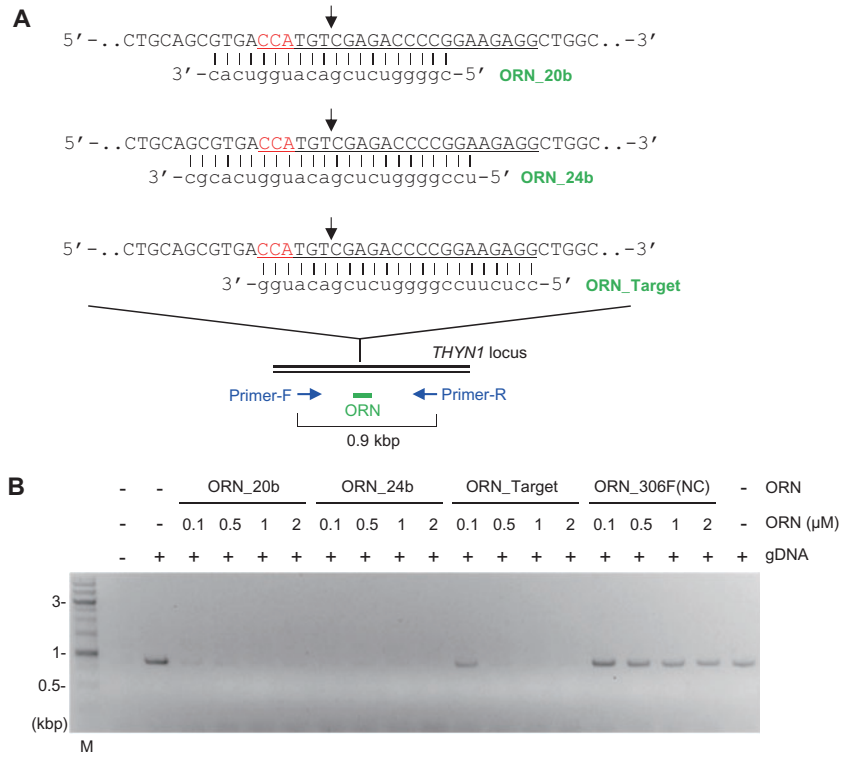 A
5′-..CTGCAGCGTGACCATGTCGAGACCCCGGAAGAGGCTGGC..-3′
3′-cacugguacagcucuggggc-5′ ORN_20b
5′-..CTGCAGCGTGACCATGTCGAGACCCCGGAAGAGGCTGGC..-3′
3′-cgcacugguacagcucuggggccu-5′ ORN_24b
5′-..CTGCAGCGTGACCATGTCGAGACCCCGGAAGAGGCTGGC..-3′
3′-gguacagcucuggggccuucucc-5′ ORN_Target
THYN1 locus
Primer-F Primer-R
ORN
0.9 kbp
B
- - ORN_20b ORN_24b ORN_Target ORN_306F(NC) - ORN
- - 0.1 0.5 1 2 0.1 0.5 1 2 0.1 0.5 1 2 0.1 0.5 1 2 - ORN (µM)
- + + + + + + + + + + + + + + + + + + gDNA
3-
1-
0.5-
(kbp)
M